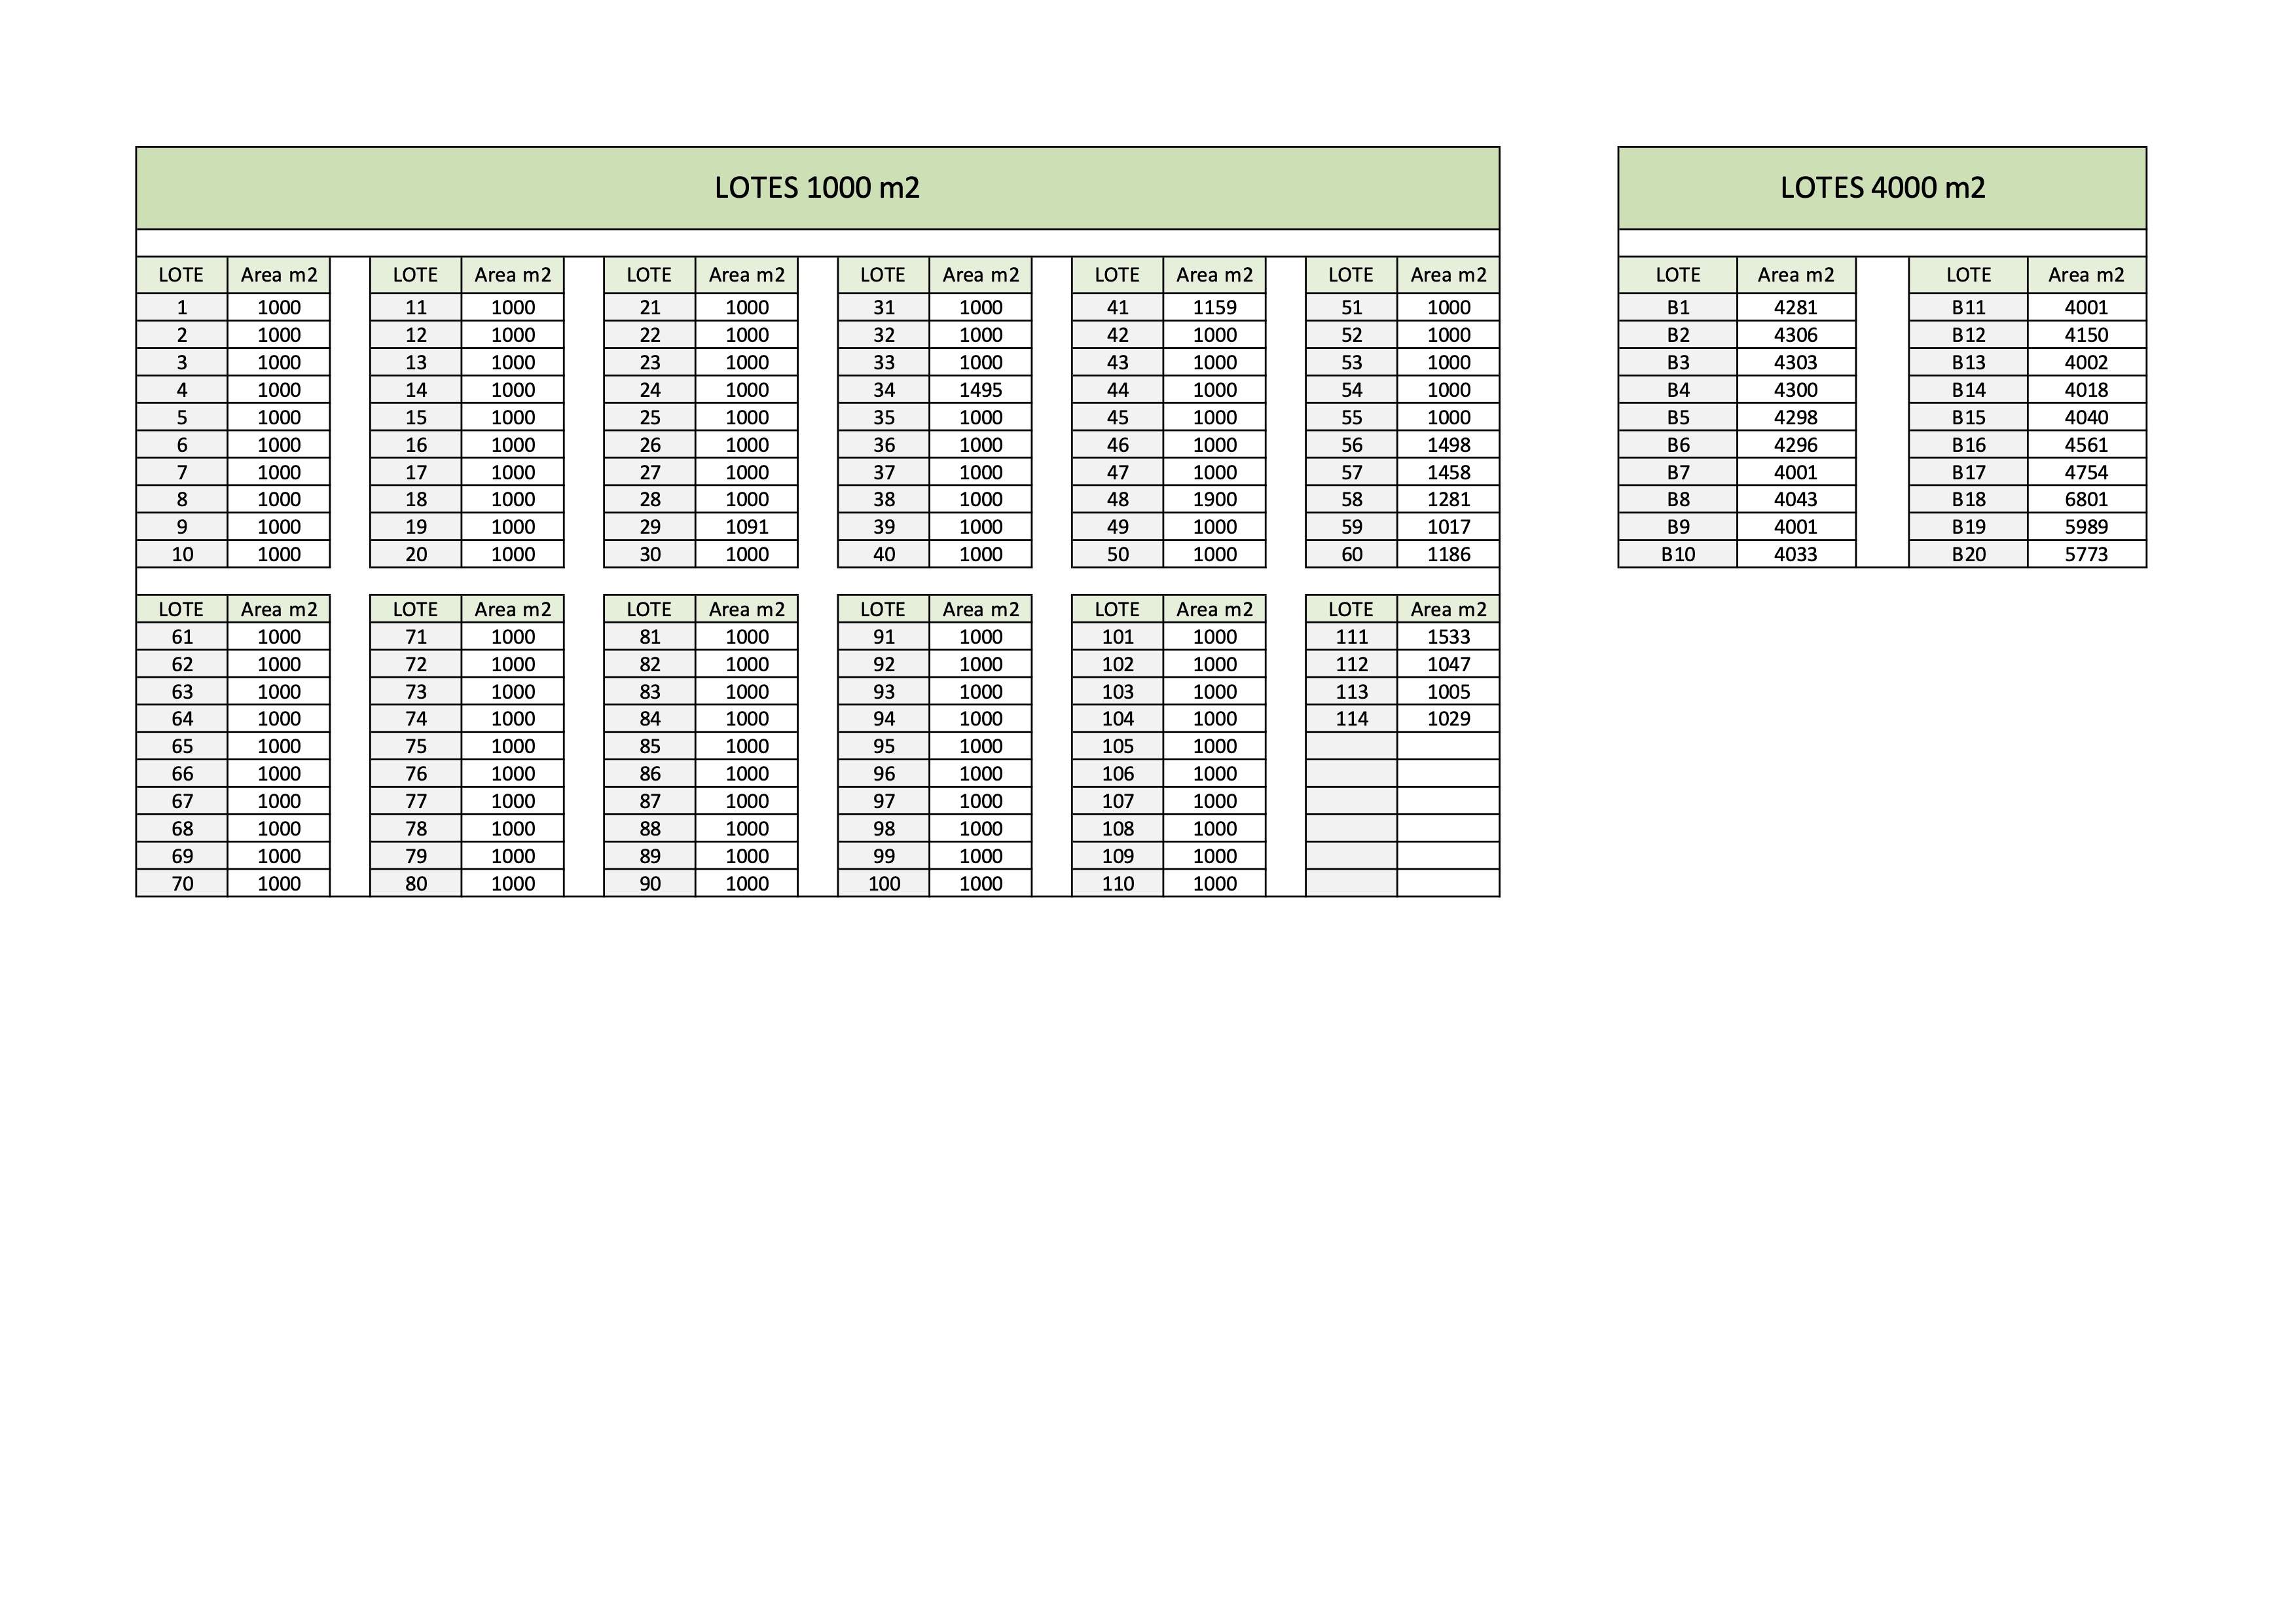 LOTES 1000 m2
LOTE Area m2 LOTE Area m2 LOTE Area m2 LOTE Area m2 LOTE Area m2 LOTE Area m2
1 1000 11 1000 21 1000 31 1000 41 1159 51 1000
2 1000 12 1000 22 1000 32 1000 42 1000 52 1000
3 1000 13 1000 23 1000 33 1000 43 1000 53 1000
4 1000 14 1000 24 1000 34 1495 44 1000 54 1000
5 1000 15 1000 25 1000 35 1000 45 1000 55 1000
6 1000 16 1000 26 1000 36 1000 46 1000 56 1498
7 1000 17 1000 27 1000 37 1000 47 1000 57 1458
8 1000 18 1000 28 1000 38 1000 48 1900 58 1281
9 1000 19 1000 29 1091 39 1000 49 1000 59 1017
10 1000 20 1000 30 1000 40 1000 50 1000 60 1186
LOTE Area m2 LOTE Area m2 LOTE Area m2 LOTE Area m2 LOTE Area m2 LOTE Area m2
61 1000 71 1000 81 1000 91 1000 101 1000 111 1533
62 1000 72 1000 82 1000 92 1000 102 1000 112 1047
63 1000 73 1000 83 1000 93 1000 103 1000 113 1005
64 1000 74 1000 84 1000 94 1000 104 1000 114 1029
65 1000 75 1000 85 1000 95 1000 105 1000
66 1000 76 1000 86 1000 96 1000 106 1000
67 1000 77 1000 87 1000 97 1000 107 1000
68 1000 78 1000 88 1000 98 1000 108 1000
69 1000 79 1000 89 1000 99 1000 109 1000
70 1000 80 1000 90 1000 100 1000 110 1000
LOTES 4000 m2
LOTE Area m2 LOTE Area m2
B1 4281 B11 4001
B2 4306 B12 4150
B3 4303 B13 4002
B4 4300 B14 4018
B5 4298 B15 4040
B6 4296 B16 4561
B7 4001 B17 4754
B8 4043 B18 6801
B9 4001 B19 5989
B10 4033 B20 5773